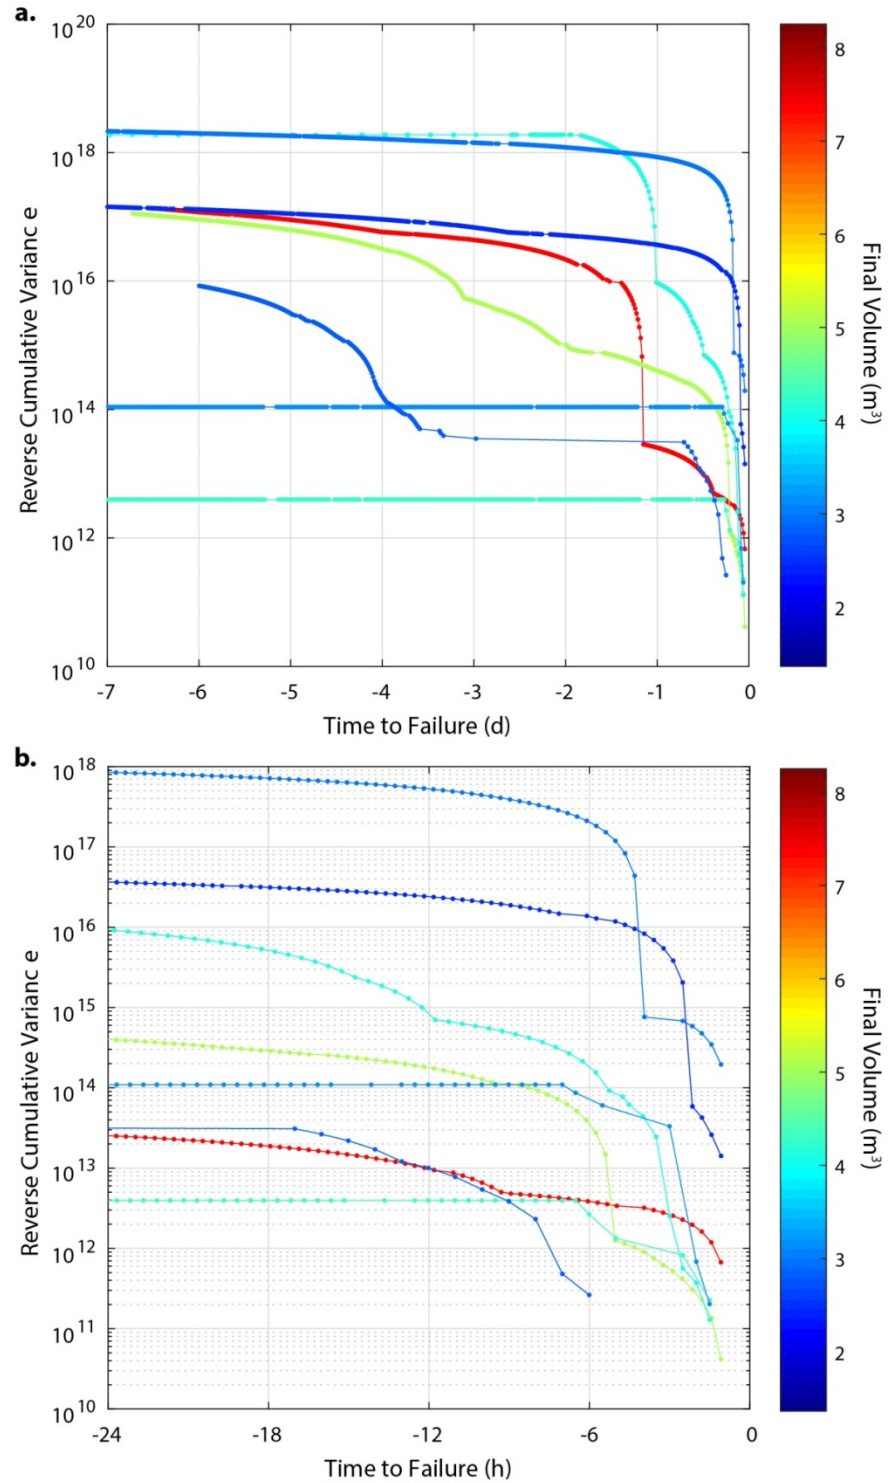 a.
10 20
10 18
10 16
10 14
10 12
10 10
Reverse Cumulative Varianc e
-7 -6 -5 -4 -3 -2 -1 0
Time to Failure (d)
8
7
6
5
4
3
2
Final Volume (m³)
b.
10 18
10 17
10 16
10 15
10 14
10 13
10 12
10 11
10 10
Reverse Cumulative Varianc e
-24 -18 -12 -6 0
Time to Failure (h)
8
7
6
5
4
3
2
Final Volume (m³)